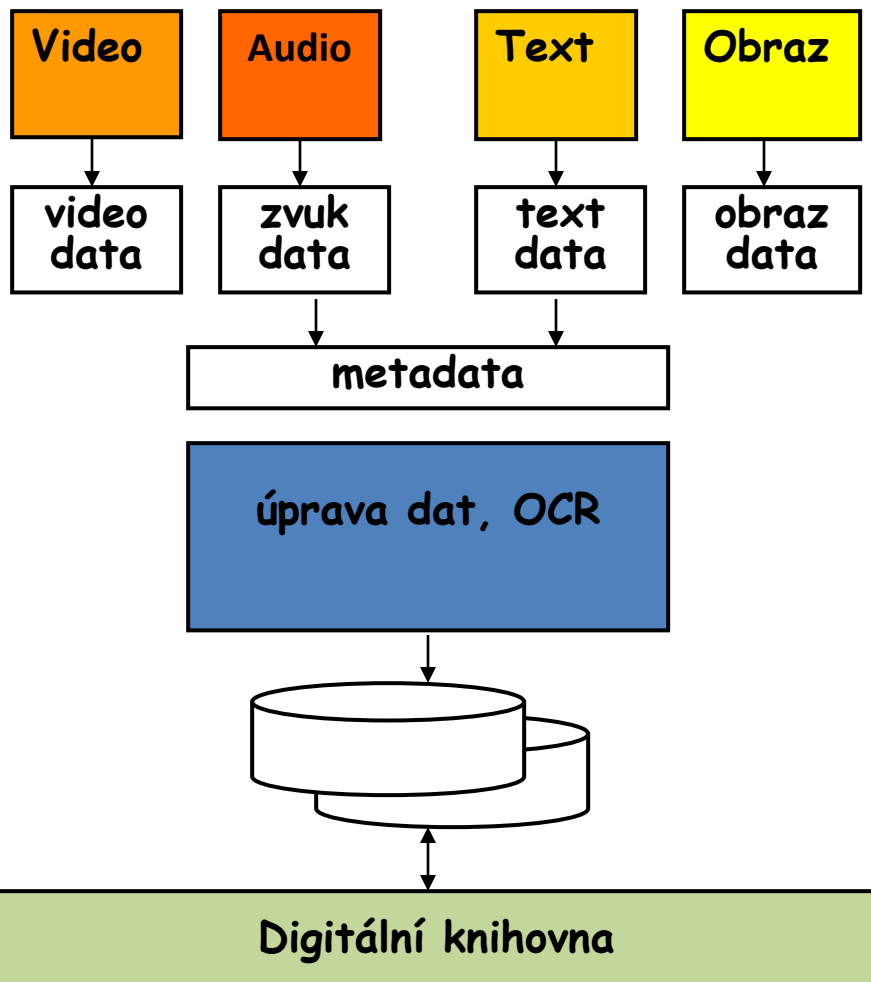 Video
Audio
Text
Obraz
video
data
zvuk
data
text
data
obraz
data
metadata
úprava dat, OCR
Digitální knihovna